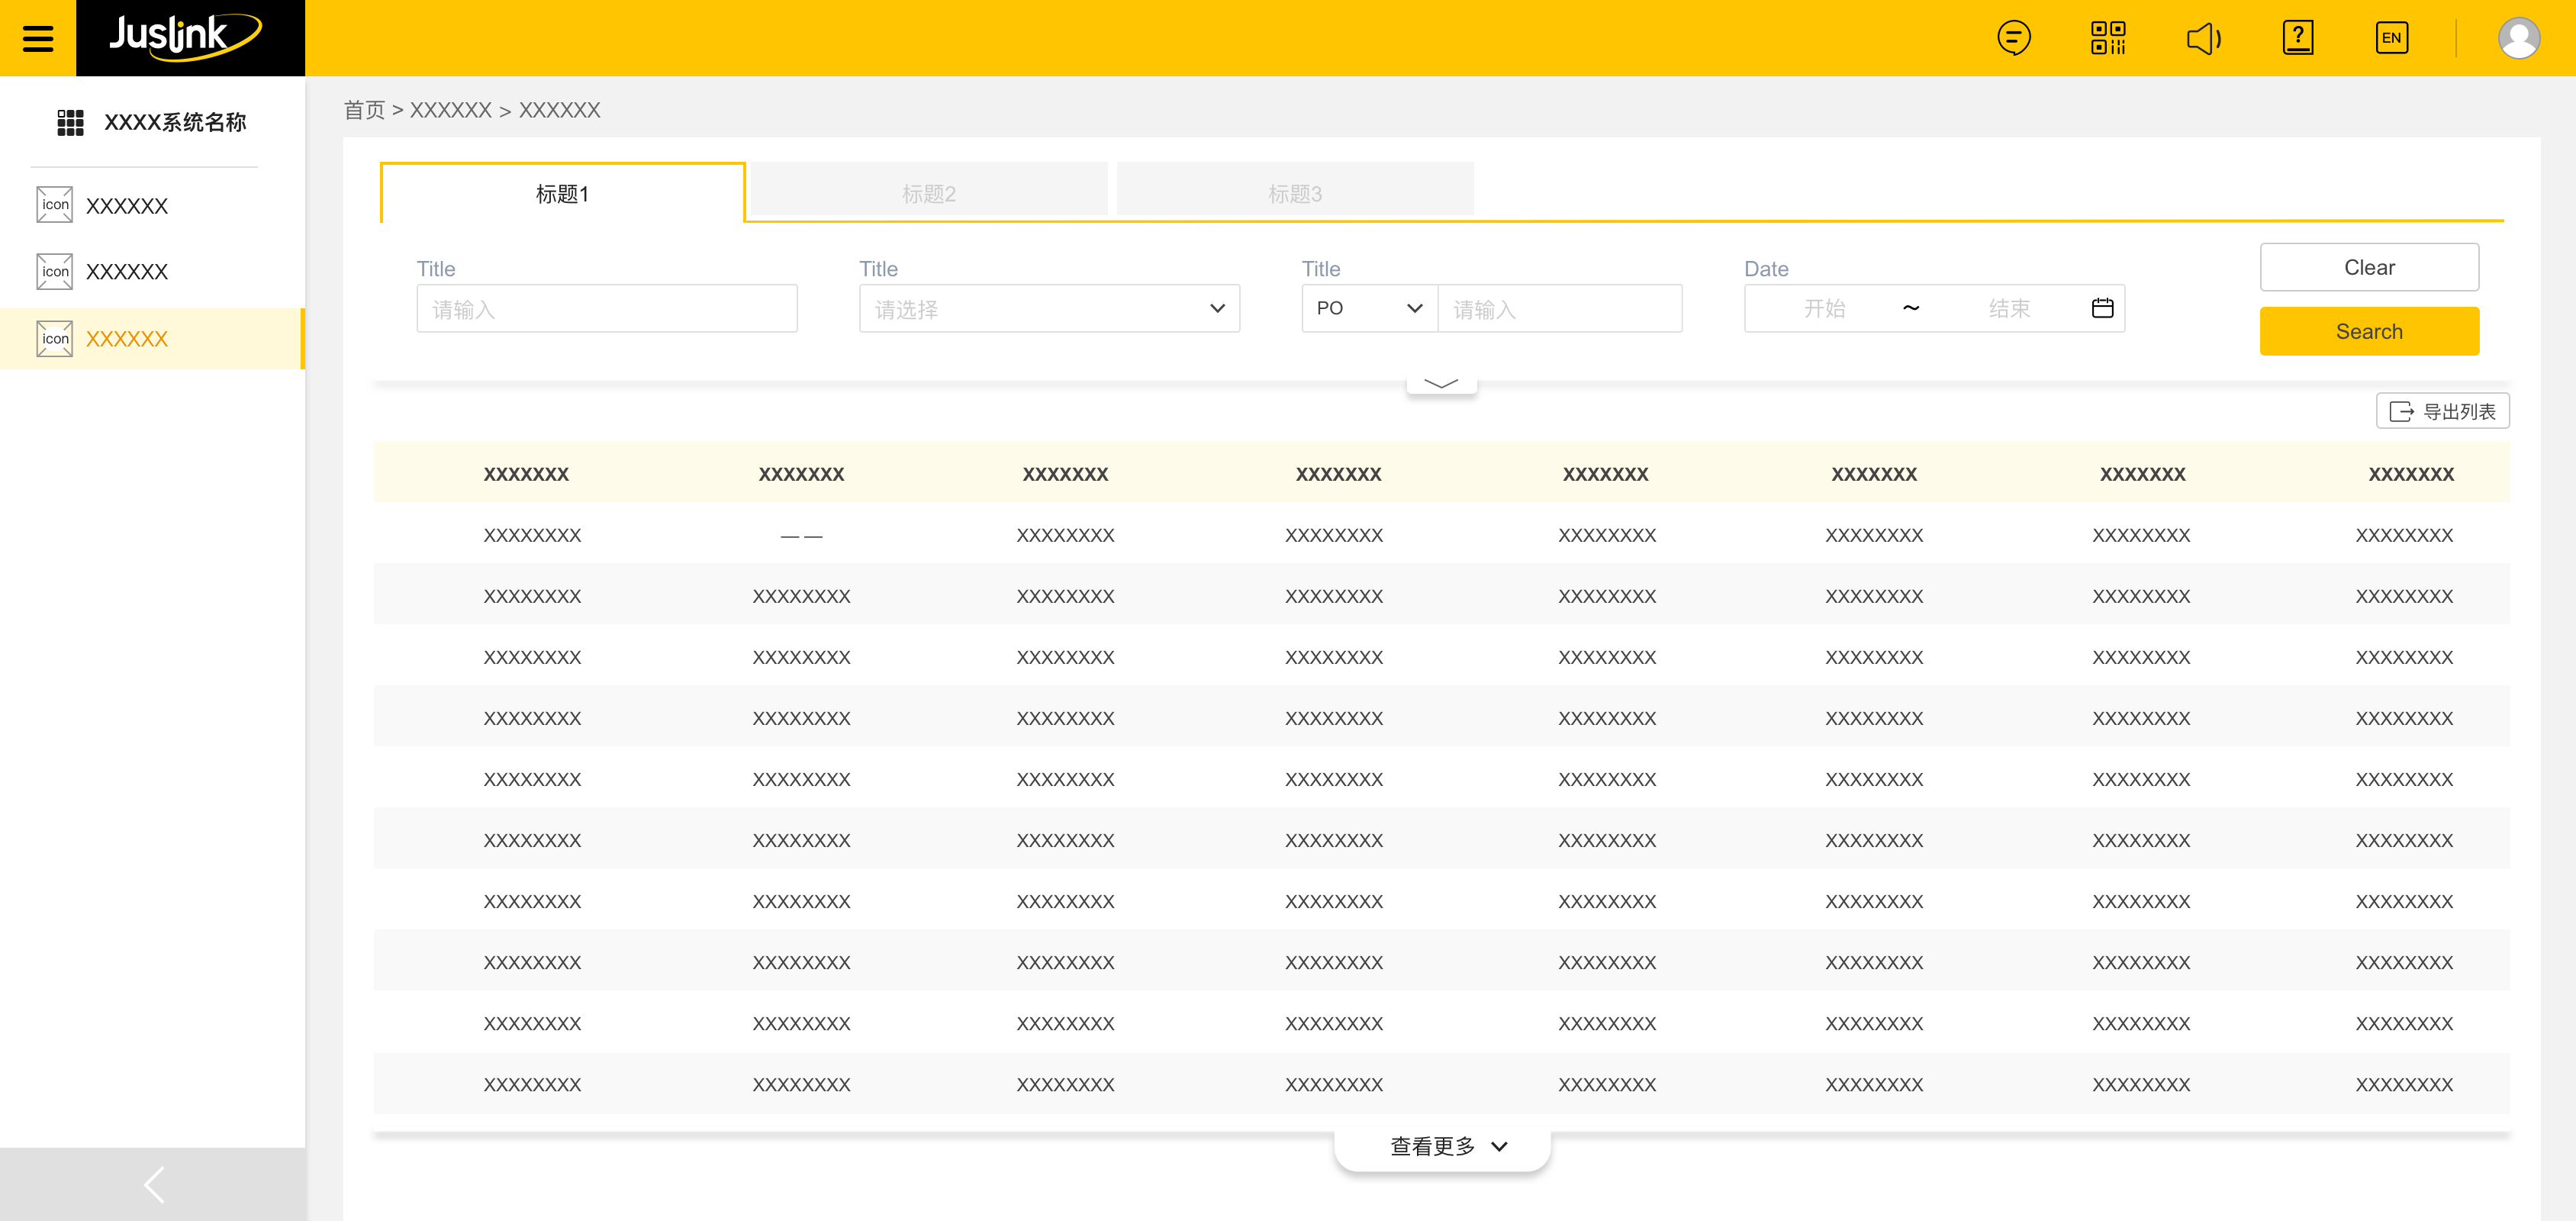 Juslink
EN
XXXX系统名称
icon XXXXXX
icon XXXXXX
icon XXXXXX
首页 > XXXXXX > XXXXXX
标题1 标题2 标题3
Title Title Title Date
请输入 请选择 PO 请输入 开始 ~ 结束
Clear
Search
导出列表
XXXXXXX XXXXXXX XXXXXXX XXXXXXX XXXXXXX XXXXXXX XXXXXXX XXXXXXX
XXXXXXXX — — XXXXXXXX XXXXXXXX XXXXXXXX XXXXXXXX XXXXXXXX XXXXXXXX
XXXXXXXX XXXXXXXX XXXXXXXX XXXXXXXX XXXXXXXX XXXXXXXX XXXXXXXX XXXXXXXX
XXXXXXXX XXXXXXXX XXXXXXXX XXXXXXXX XXXXXXXX XXXXXXXX XXXXXXXX XXXXXXXX
XXXXXXXX XXXXXXXX XXXXXXXX XXXXXXXX XXXXXXXX XXXXXXXX XXXXXXXX XXXXXXXX
XXXXXXXX XXXXXXXX XXXXXXXX XXXXXXXX XXXXXXXX XXXXXXXX XXXXXXXX XXXXXXXX
XXXXXXXX XXXXXXXX XXXXXXXX XXXXXXXX XXXXXXXX XXXXXXXX XXXXXXXX XXXXXXXX
XXXXXXXX XXXXXXXX XXXXXXXX XXXXXXXX XXXXXXXX XXXXXXXX XXXXXXXX XXXXXXXX
XXXXXXXX XXXXXXXX XXXXXXXX XXXXXXXX XXXXXXXX XXXXXXXX XXXXXXXX XXXXXXXX
XXXXXXXX XXXXXXXX XXXXXXXX XXXXXXXX XXXXXXXX XXXXXXXX XXXXXXXX XXXXXXXX
XXXXXXXX XXXXXXXX XXXXXXXX XXXXXXXX XXXXXXXX XXXXXXXX XXXXXXXX XXXXXXXX
查看更多